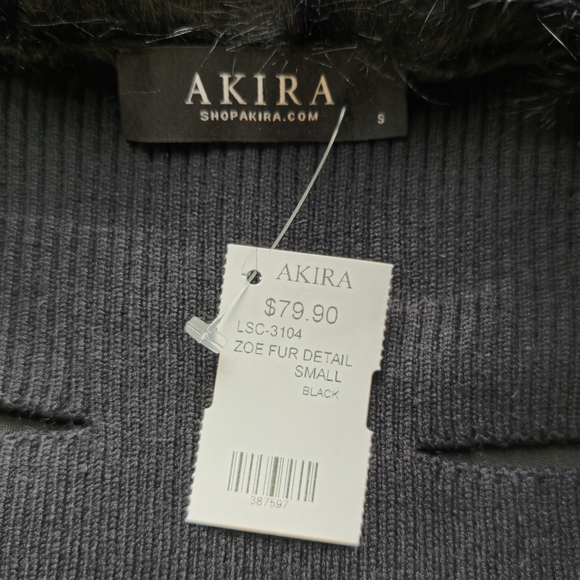 AKIRA
SHOPAKIRA.COM
S
AKIRA
$79.90
LSC-3104
ZOE FUR DETAIL
SMALL
BLACK
387597